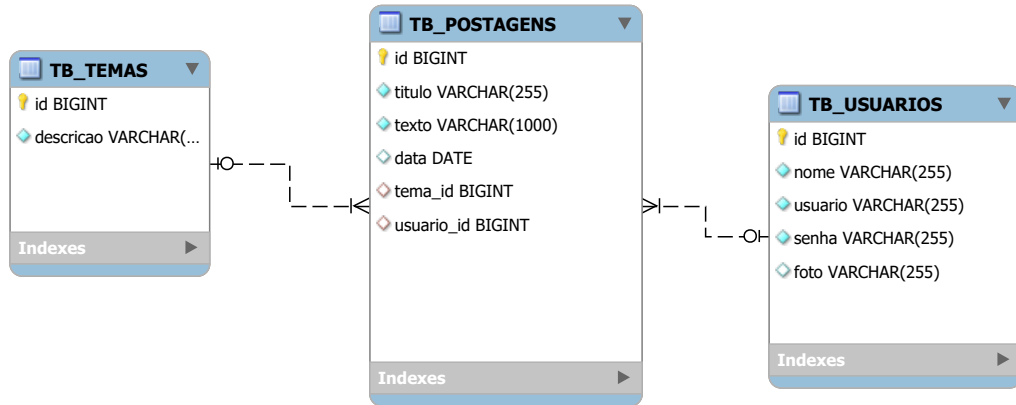 TB_TEMAS
id BIGINT
descricao VARCHAR(...
Indexes
TB_POSTAGENS
id BIGINT
titulo VARCHAR(255)
texto VARCHAR(1000)
data DATE
tema_id BIGINT
usuario_id BIGINT
Indexes
TB_USUARIOS
id BIGINT
nome VARCHAR(255)
usuario VARCHAR(255)
senha VARCHAR(255)
foto VARCHAR(255)
Indexes